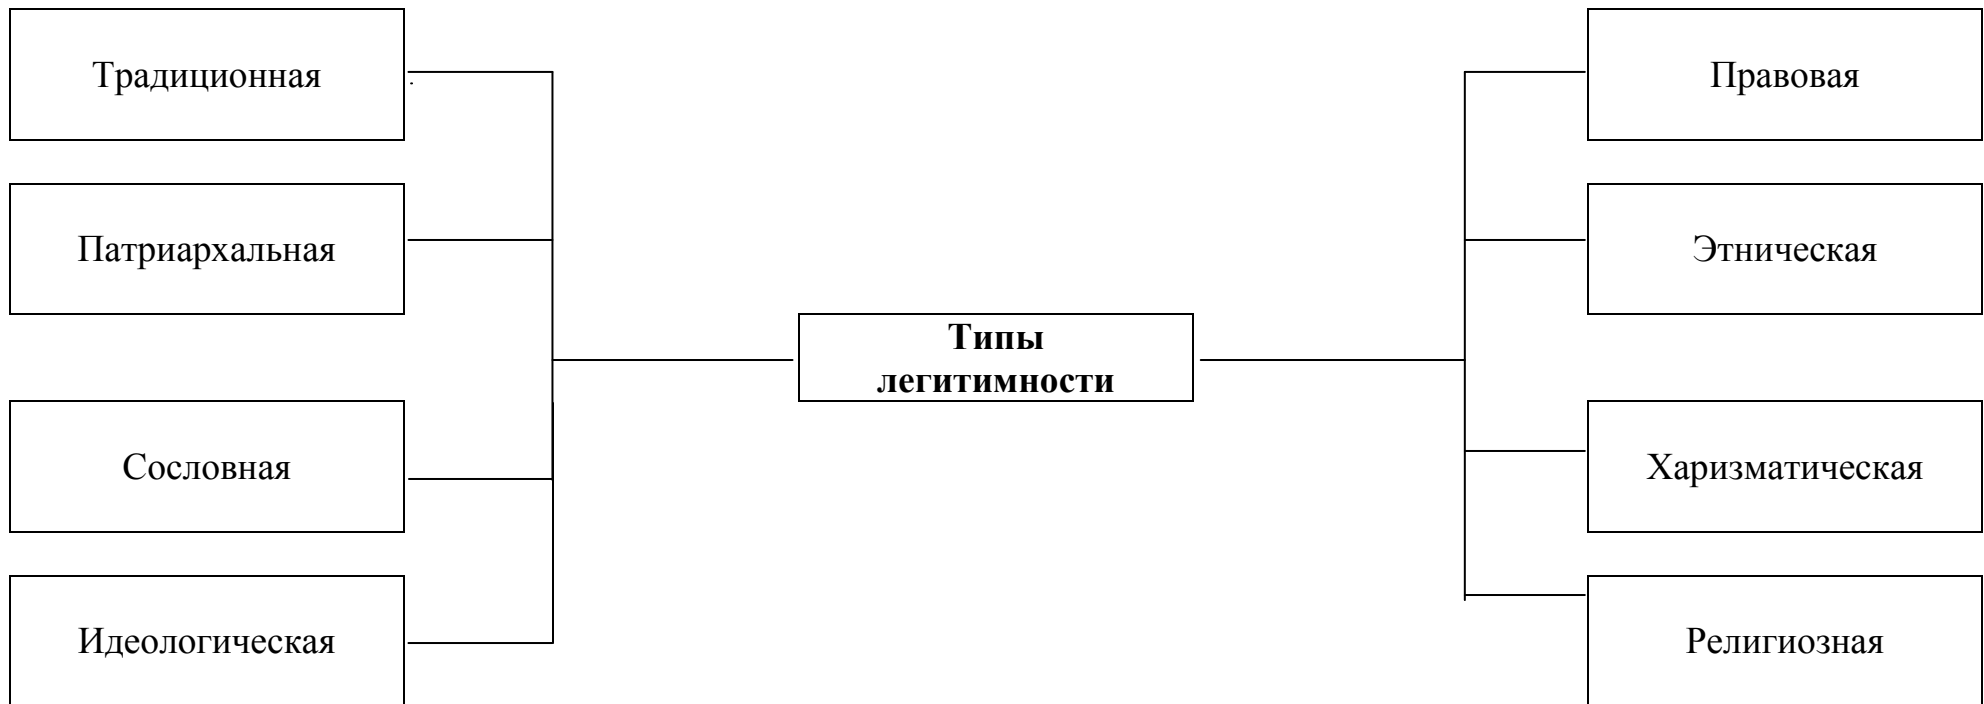 Традиционная
Правовая
Патриархальная
Этническая
Типы
легитимности
Сословная
Харизматическая
Идеологическая
Религиозная